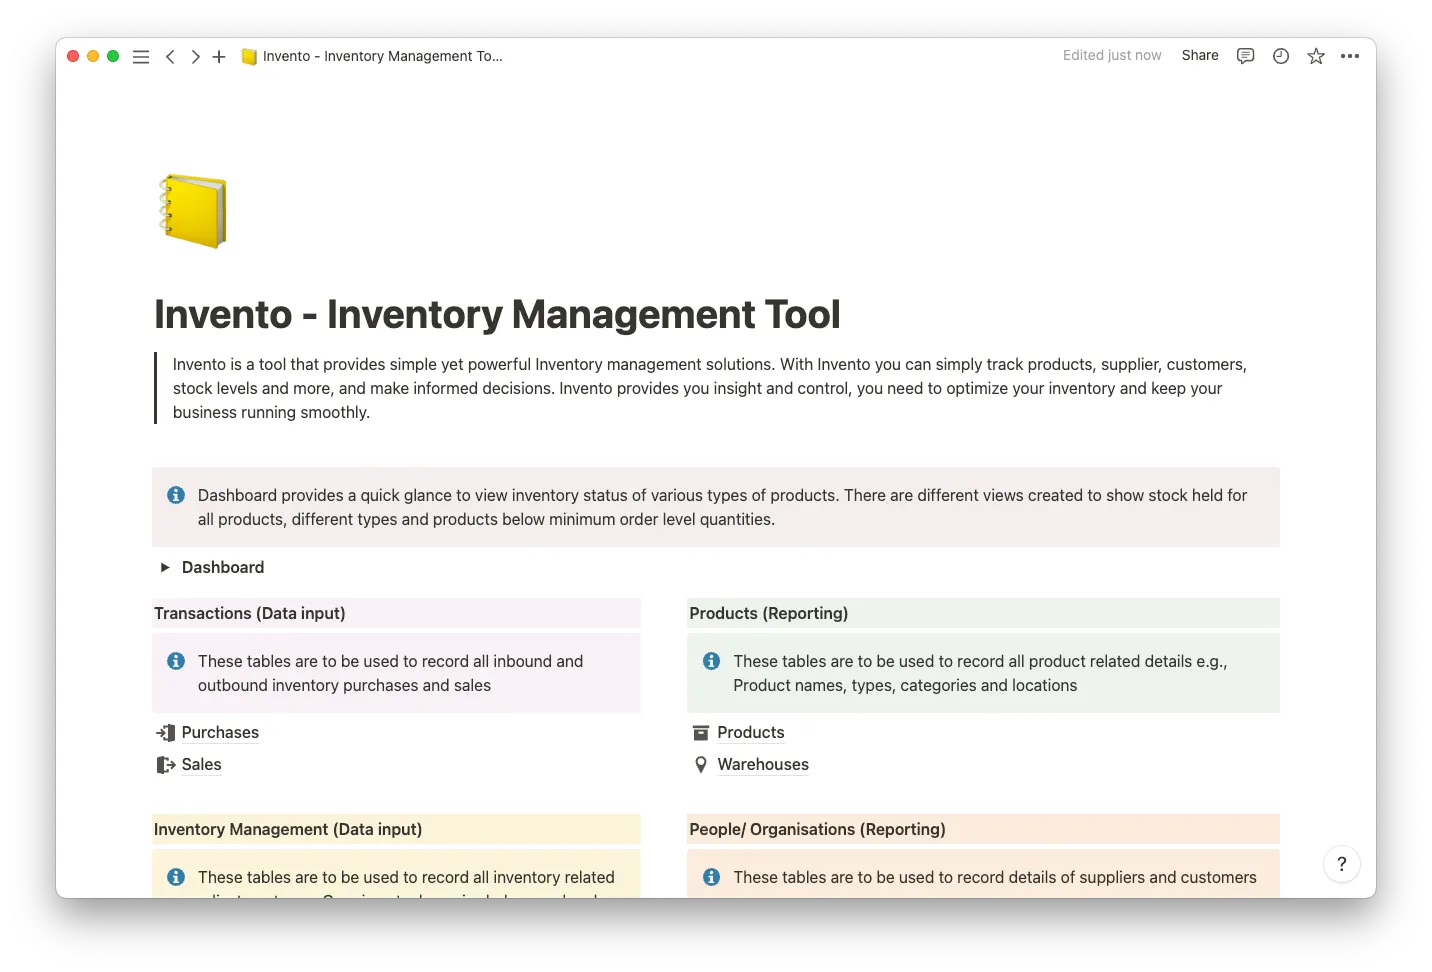 Invento - Inventory Management To...
Edited just now
Share
Invento - Inventory Management Tool
Invento is a tool that provides simple yet powerful Inventory management solutions. With Invento you can simply track products, supplier, customers,
stock levels and more, and make informed decisions. Invento provides you insight and control, you need to optimize your inventory and keep your
business running smoothly.
Dashboard provides a quick glance to view inventory status of various types of products. There are different views created to show stock held for
all products, different types and products below minimum order level quantities.
Dashboard
Transactions (Data input)
These tables are to be used to record all inbound and
outbound inventory purchases and sales
Purchases
Sales
Products (Reporting)
These tables are to be used to record all product related details e.g.,
Product names, types, categories and locations
Products
Warehouses
Inventory Management (Data input)
These tables are to be used to record all inventory related
People/ Organisations (Reporting)
These tables are to be used to record details of suppliers and customers
?